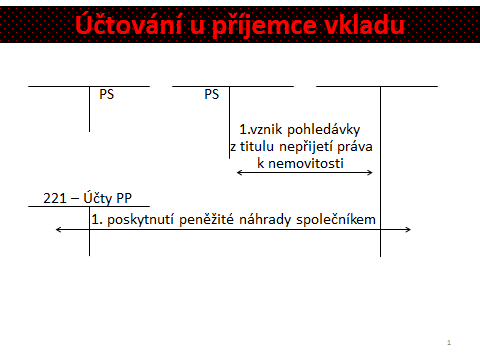 Účtování u příjemce vkladu
PS
PS
1.vznik pohledávky
z titulu nepřijetí práva
k nemovitosti
221 – Účty PP
1. poskytnutí peněžité náhrady společníkem
1